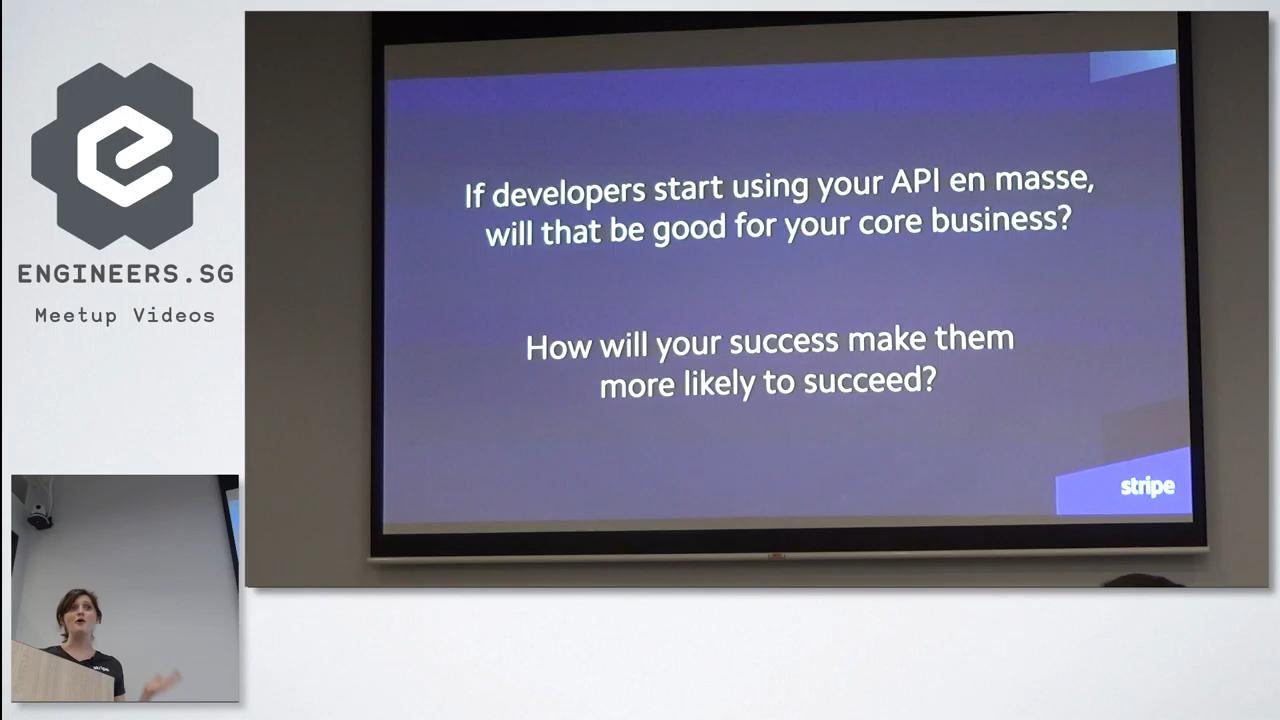 ENGINEERS.SG
Meetup Videos
If developers start using your API en masse,
will that be good for your core business?
How will your success make them
more likely to succeed?
stripe
stripe